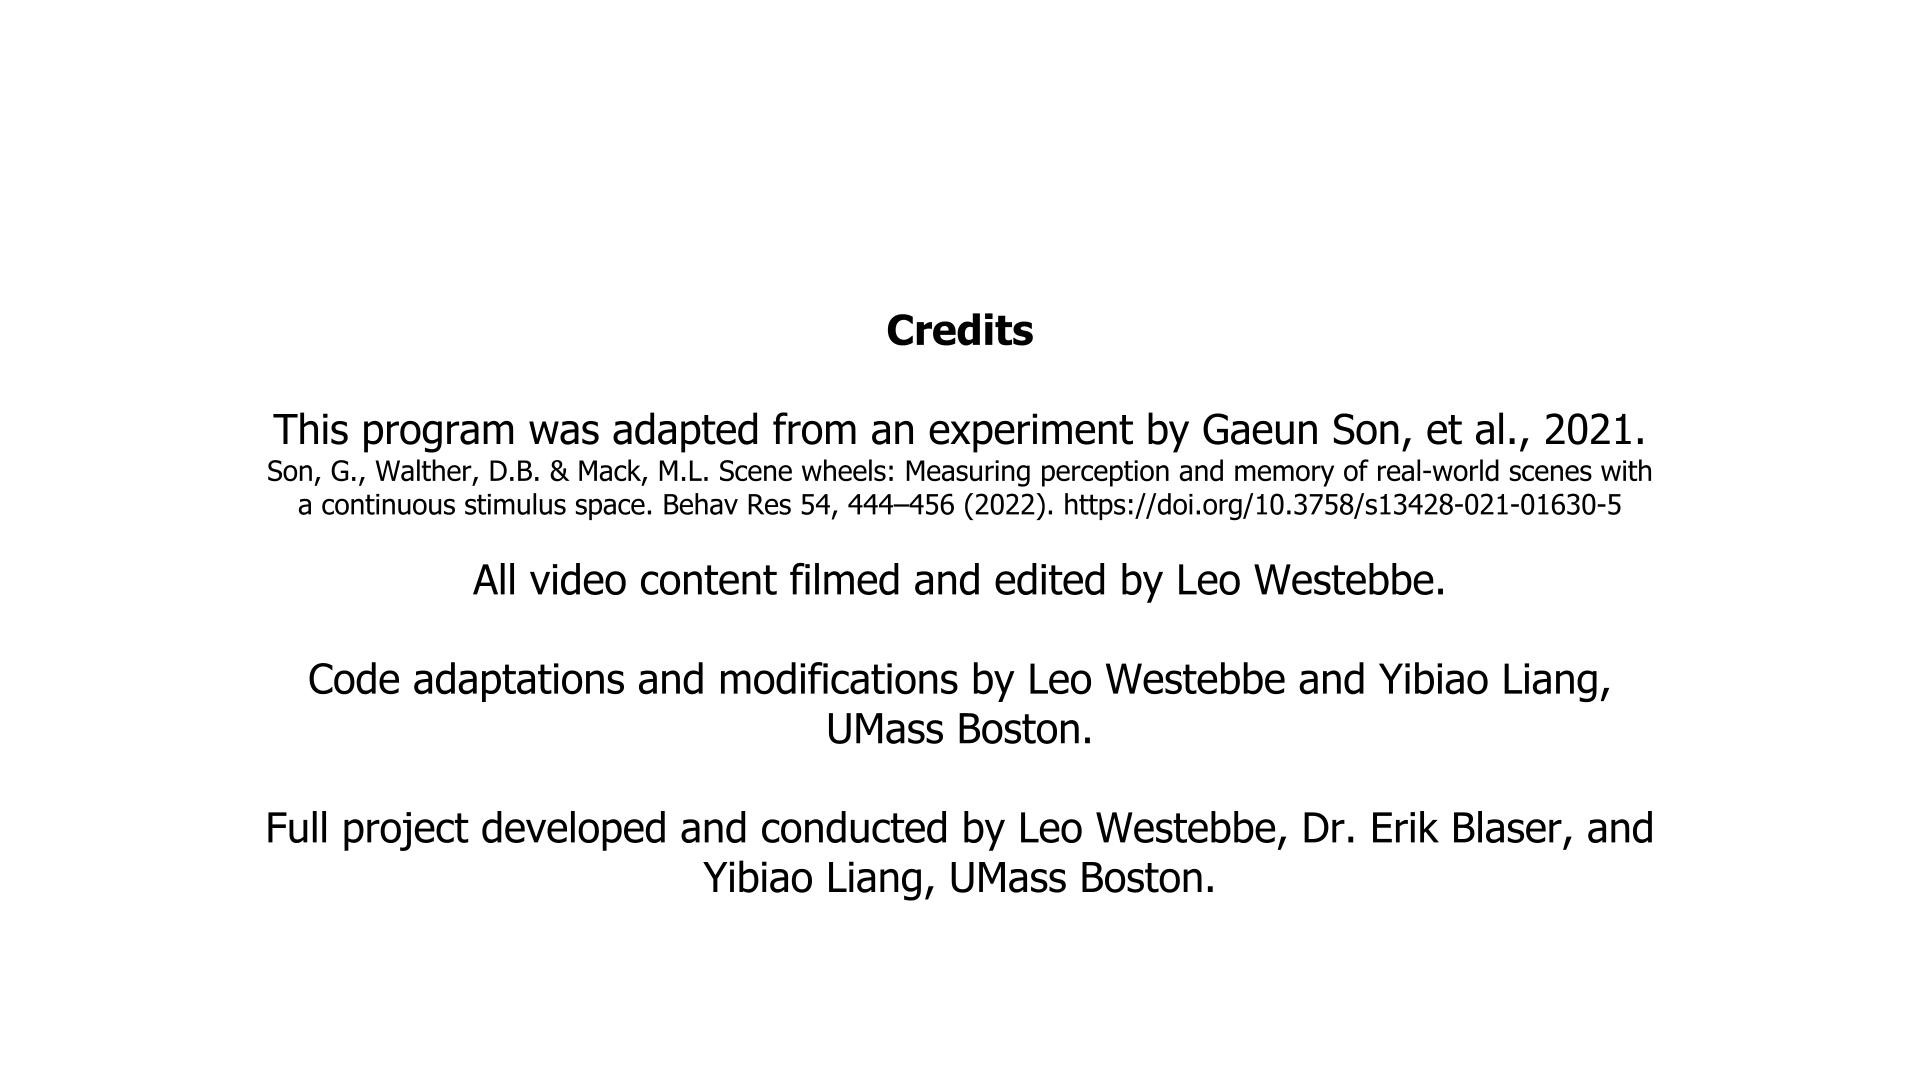 Credits
This program was adapted from an experiment by Gaeun Son, et al., 2021.
Son, G., Walther, D.B. & Mack, M.L. Scene wheels: Measuring perception and memory of real-world scenes with
a continuous stimulus space. Behav Res 54, 444–456 (2022). https://doi.org/10.3758/s13428-021-01630-5
All video content filmed and edited by Leo Westebbe.
Code adaptations and modifications by Leo Westebbe and Yibiao Liang,
UMass Boston.
Full project developed and conducted by Leo Westebbe, Dr. Erik Blaser, and
Yibiao Liang, UMass Boston.